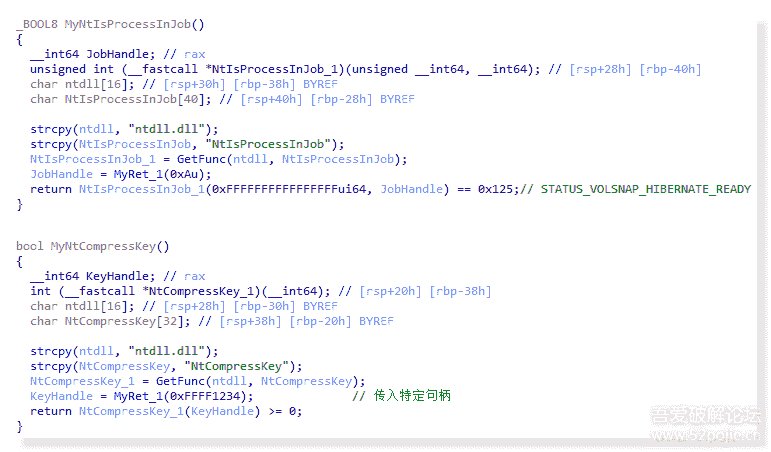 _BOOL8 MyNtIsProcessInJob()
{
  __int64 JobHandle; // rax
  unsigned int (__fastcall *NtIsProcessInJob_1)(unsigned __int64, __int64); // [rsp+28h] [rbp-40h]
  char ntdll[16]; // [rsp+30h] [rbp-38h] BYREF
  char NtIsProcessInJob[40]; // [rsp+40h] [rbp-28h] BYREF
  strcpy(ntdll, "ntdll.dll");
  strcpy(NtIsProcessInJob, "NtIsProcessInJob");
  NtIsProcessInJob_1 = GetFunc(ntdll, NtIsProcessInJob);
  JobHandle = MyRet_1(0xAu);
  return NtIsProcessInJob_1(0xFFFFFFFFFFFFFFFFui64, JobHandle) == 0x125;// STATUS_VOLSNAP_HIBERNATE_READY
}
bool MyNtCompressKey()
{
  __int64 KeyHandle; // rax
  int (__fastcall *NtCompressKey_1)(__int64); // [rsp+20h] [rbp-38h]
  char ntdll[16]; // [rsp+28h] [rbp-30h] BYREF
  char NtCompressKey[32]; // [rsp+38h] [rbp-20h] BYREF
  strcpy(ntdll, "ntdll.dll");
  strcpy(NtCompressKey, "NtCompressKey");
  NtCompressKey_1 = GetFunc(ntdll, NtCompressKey);
  KeyHandle = MyRet_1(0xFFFF1234);              // 传入特定句柄
  return NtCompressKey_1(KeyHandle) >= 0;
}
吾爱破解论坛
www.52pojie.cn